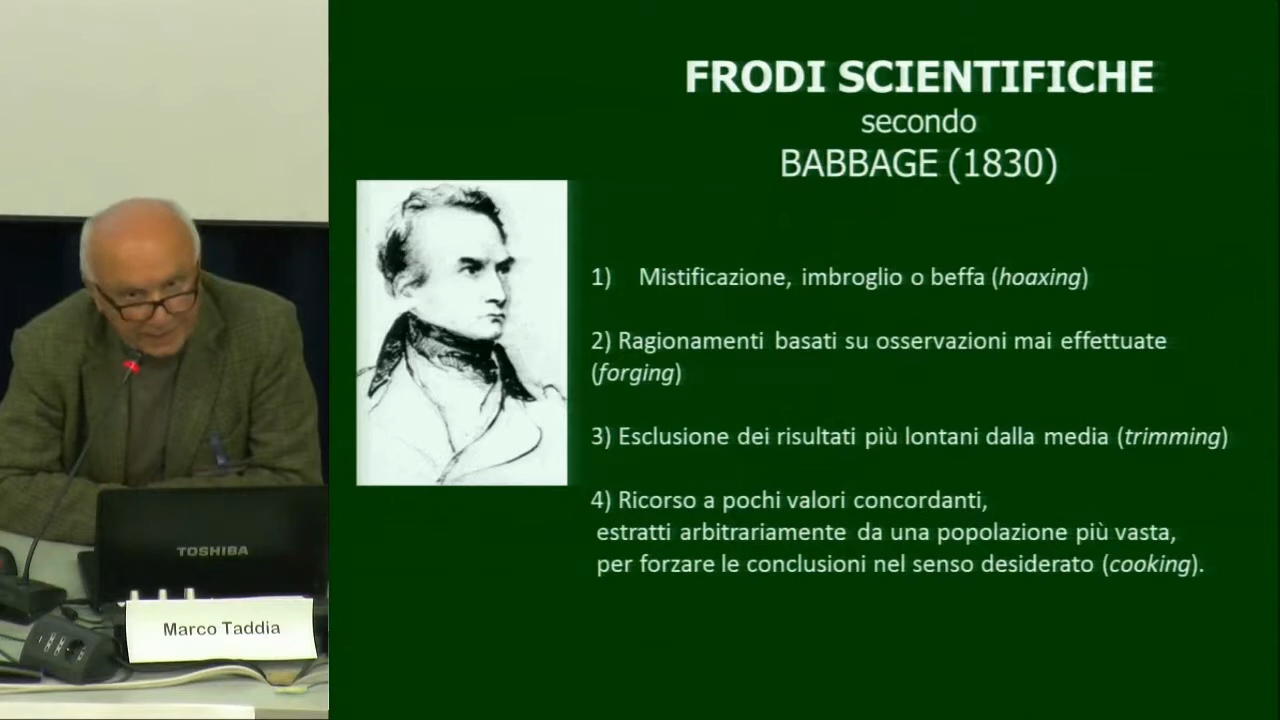 FRODI SCIENTIFICHE
secondo
BABBAGE (1830)
1) Mistificazione, imbroglio o beffa (hoaxing)
2) Ragionamenti basati su osservazioni mai effettuate
(forging)
3) Esclusione dei risultati più lontani dalla media (trimming)
4) Ricorso a pochi valori concordanti,
estratti arbitrariamente da una popolazione più vasta,
per forzare le conclusioni nel senso desiderato (cooking).
TOSHIBA
Marco Taddia